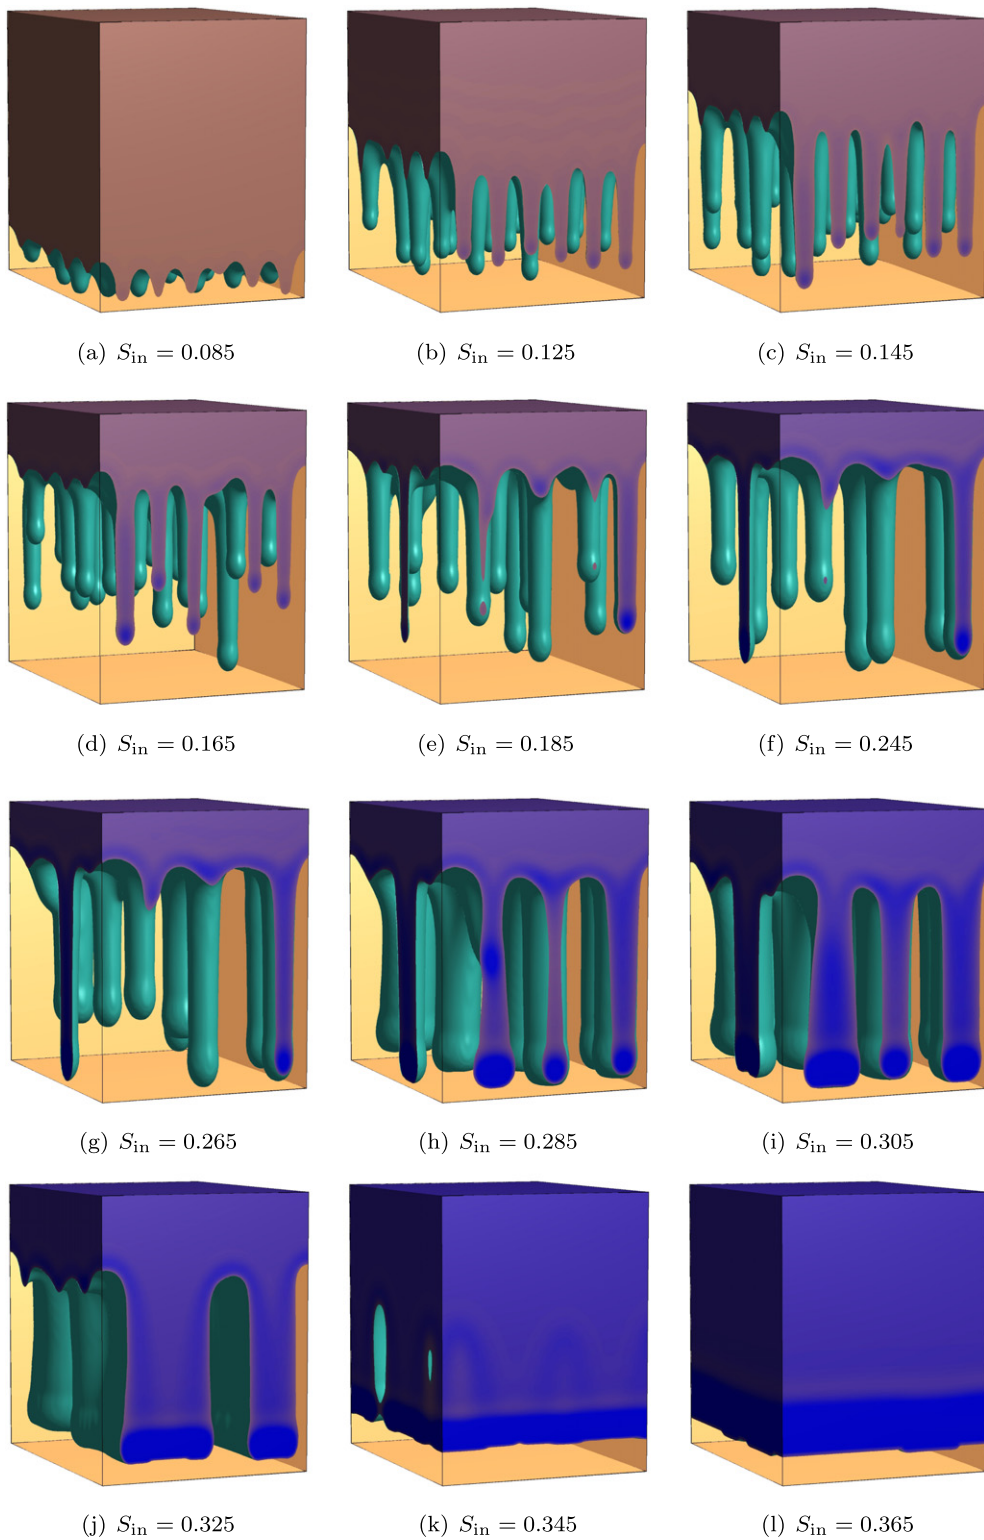 (a) S_in = 0.085
(b) S_in = 0.125
(c) S_in = 0.145
(d) S_in = 0.165
(e) S_in = 0.185
(f) S_in = 0.245
(g) S_in = 0.265
(h) S_in = 0.285
(i) S_in = 0.305
(j) S_in = 0.325
(k) S_in = 0.345
(l) S_in = 0.365